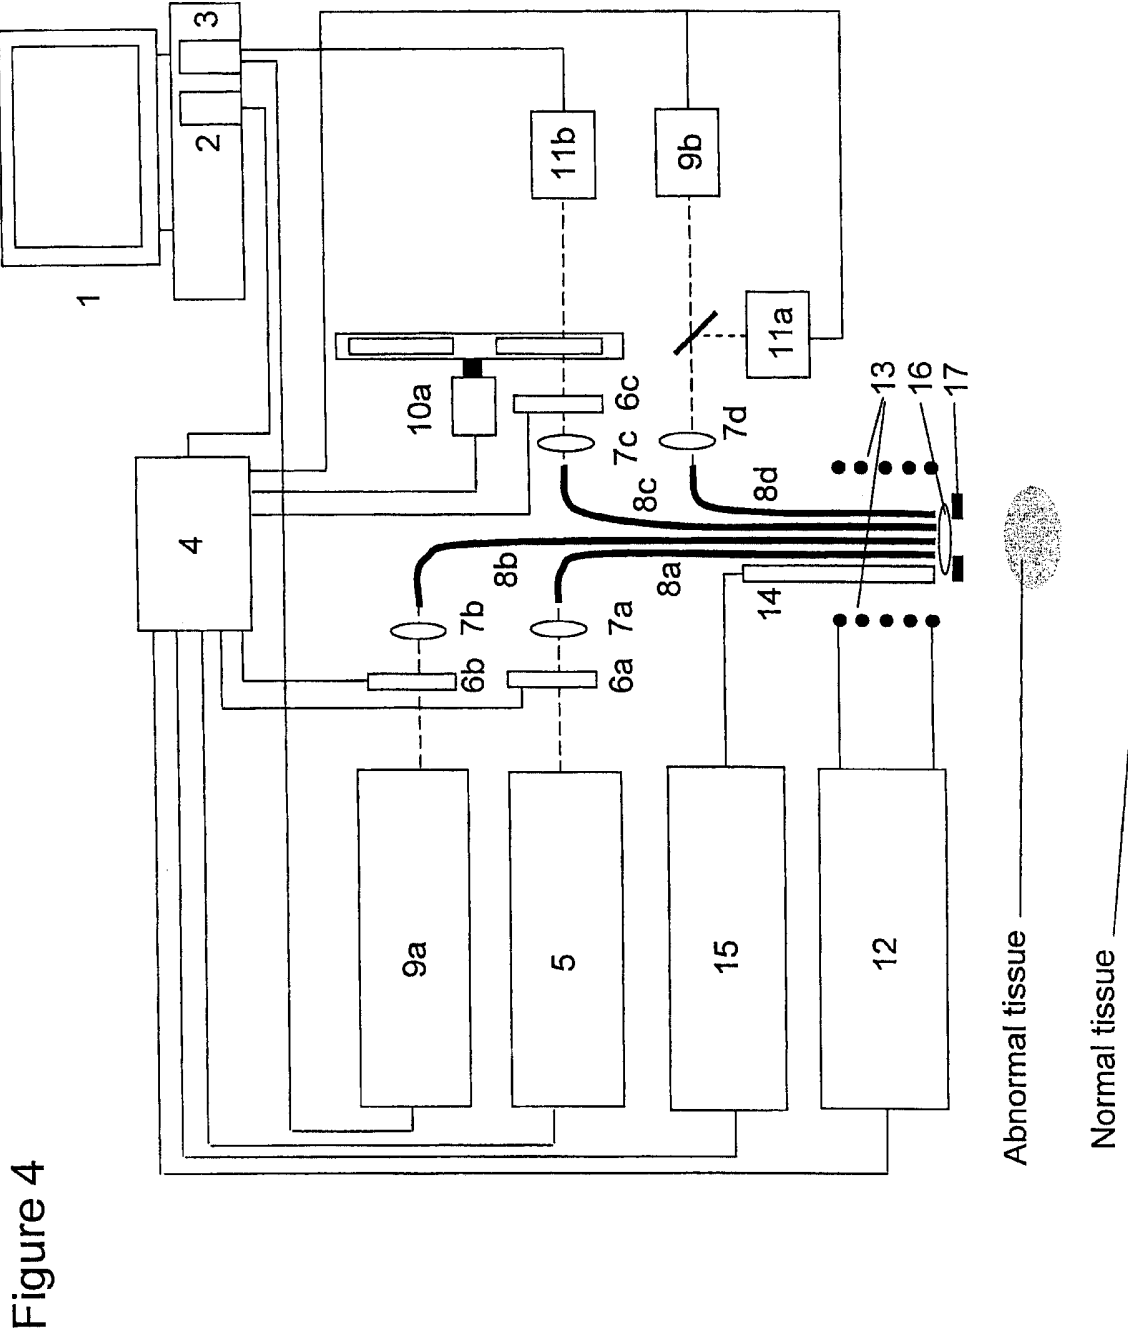 Figure 4
1
2
3
4
9a
5
15
12
6b
7b
8b
6a
7a
8a
14
10a
6c
7c
8c
11b
9b
11a
7d
8d
13
16
17
Abnormal tissue
Normal tissue